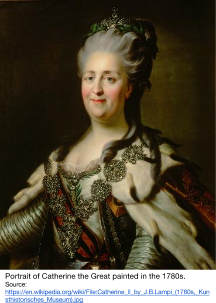 Portrait of Catherine the Great painted in the 1780s.
Source:
https://en.wikipedia.org/wiki/File:Catherine_II_by_J.B.Lampi_(1780s,_Kun
sthistorisches_Museum).jpg